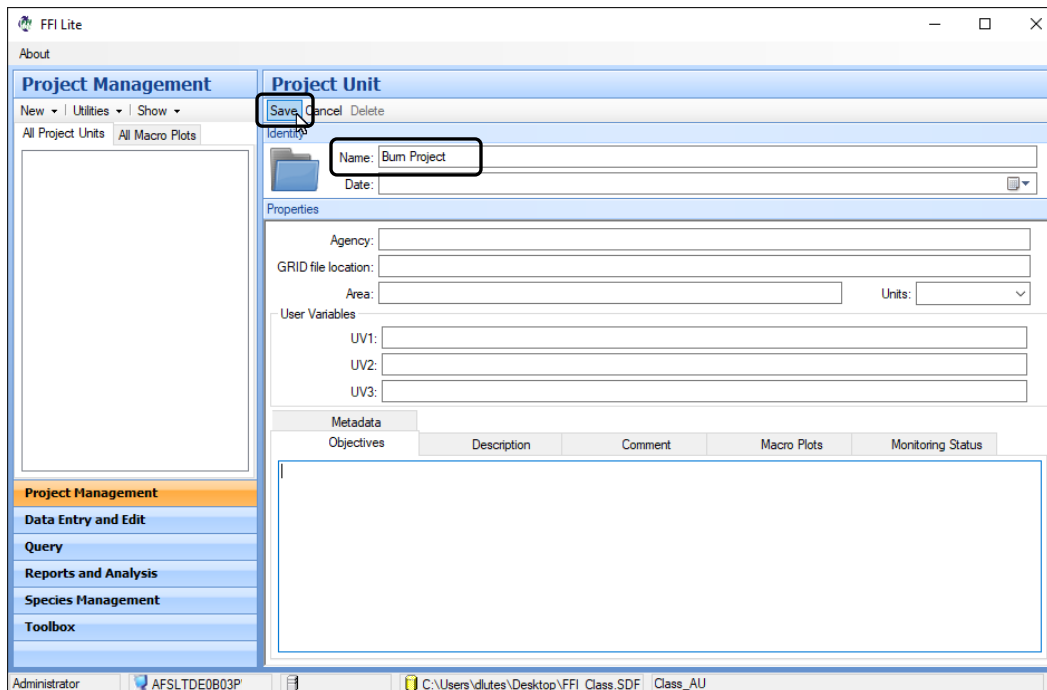 FFI Lite
About
Project Management
New Utilities Show
All Project Units All Macro Plots
Project Management
Data Entry and Edit
Query
Reports and Analysis
Species Management
Toolbox
Project Unit
Save Cancel Delete
Identity
Name: Burn Project
Date:
Properties
Agency:
GRID file location:
Area: Units:
User Variables
UV1:
UV2:
UV3:
Metadata
Objectives Description Comment Macro Plots Monitoring Status
Administrator AFSLTDE0B03P' C:\Users\dlutes\Desktop\FFI_Class.SDF Class_AU